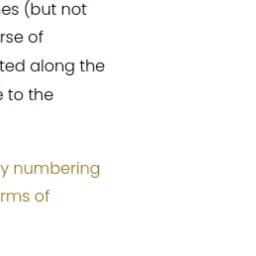 es (but not
rse of
ted along the
to the
y numbering
rms of